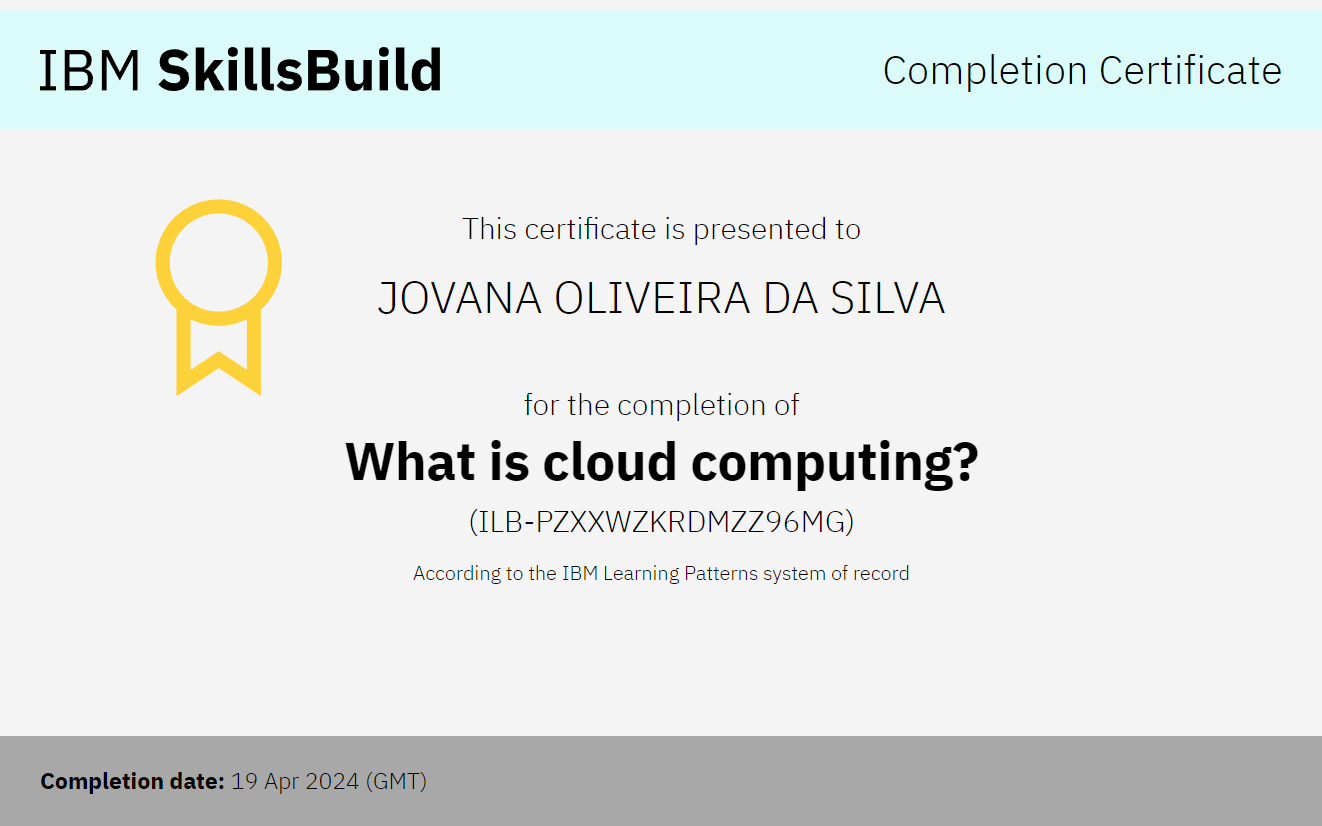 IBM SkillsBuild
Completion Certificate
This certificate is presented to
JOVANA OLIVEIRA DA SILVA
for the completion of
What is cloud computing?
(ILB-PZXXWZKRDMZZ96MG)
According to the IBM Learning Patterns system of record
Completion date: 19 Apr 2024 (GMT)